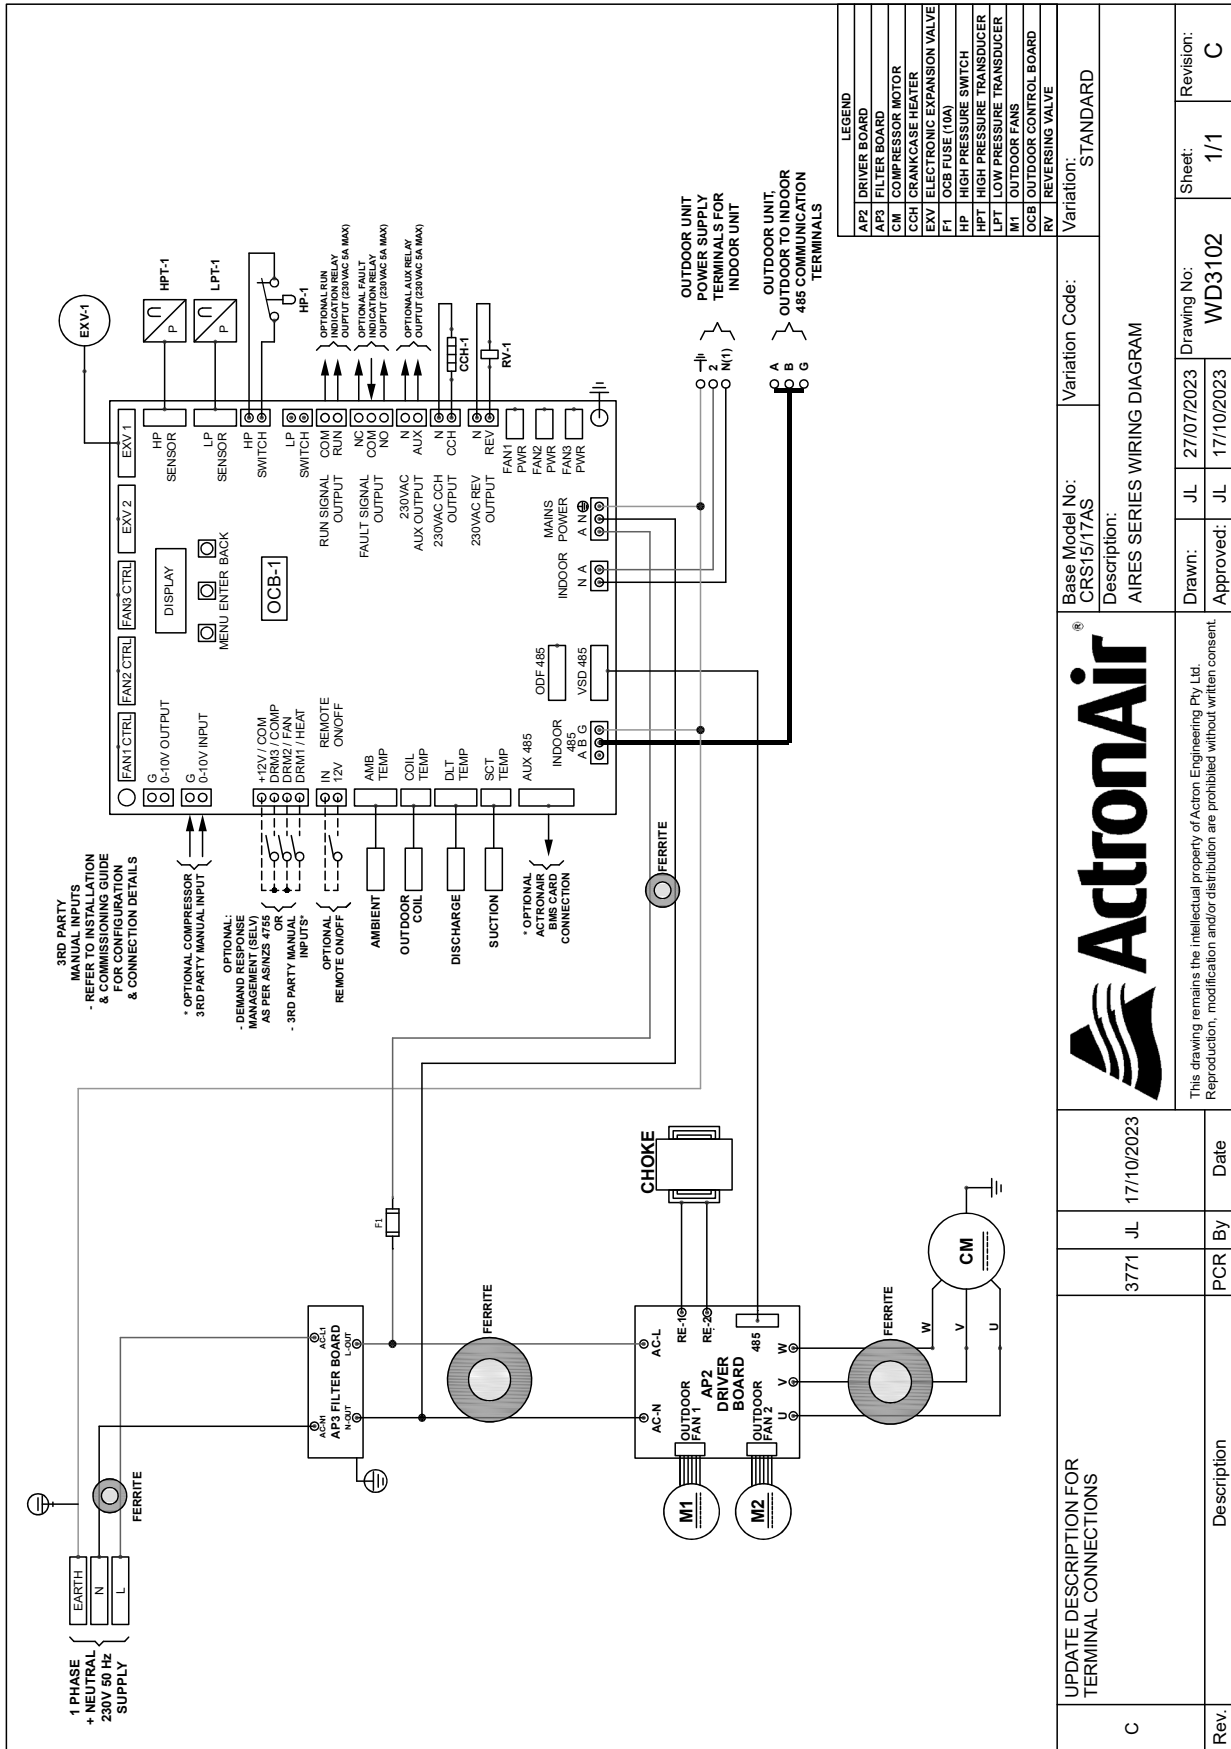 1 PHASE
+ NEUTRAL
230V 50 Hz
SUPPLY
EARTH
N
L
FERRITE
AC-N1
AC-L1
AP3 FILTER BOARD
N-OUT
L-OUT
F1
FERRITE
AC-N
AC-L
OUTDOOR
FAN 1
OUTDOOR
FAN 2
AP2
DRIVER
BOARD
RE-1
RE-2
485
U
V
W
M1
M2
CHOKE
FERRITE
W
V
U
CM
3RD PARTY
MANUAL INPUTS
- REFER TO INSTALLATION
& COMMISSIONING GUIDE
FOR CONFIGURATION
& CONNECTION DETAILS
* OPTIONAL COMPRESSOR
3RD PARTY MANUAL INPUT
OPTIONAL:
- DEMAND RESPONSE
MANAGEMENT (SELV)
AS PER AS/NZS 4755
OR
- 3RD PARTY MANUAL
INPUTS*
OPTIONAL
REMOTE ON/OFF
AMBIENT
OUTDOOR
COIL
DISCHARGE
SUCTION
* OPTIONAL
ACTRONAIR
BMS CARD
CONNECTION
FERRITE
FAN1 CTRL
FAN2 CTRL
FAN3 CTRL
EXV 2
EXV 1
G
0-10V OUTPUT
G
0-10V INPUT
+12V / COM
DRM3 / COMP
DRM2 / FAN
DRM1 / HEAT
IN
12V
REMOTE
ON/OFF
AMB
TEMP
COIL
TEMP
DLT
TEMP
SCT
TEMP
AUX 485
INDOOR
485
A B G
ODF 485
VSD 485
DISPLAY
MENU ENTER BACK
OCB-1
INDOOR
N A
MAINS
POWER
A N
HP
SENSOR
LP
SENSOR
HP
SWITCH
LP
SWITCH
RUN SIGNAL
OUTPUT
COM
RUN
FAULT SIGNAL
OUTPUT
NC
COM
NO
230VAC
AUX OUTPUT
N
AUX
230VAC CCH
OUTPUT
N
CCH
230VAC REV
OUTPUT
N
REV
FAN1
PWR
FAN2
PWR
FAN3
PWR
EXV-1
HPT-1
P
LPT-1
P
HP-1
OPTIONAL RUN
INDICATION RELAY
OUPTUT (230VAC 5A MAX)
OPTIONAL FAULT
INDICATION RELAY
OUPTUT (230VAC 5A MAX)
OPTIONAL AUX RELAY
OUPTUT (230VAC 5A MAX)
CCH-1
RV-1
2
N(1)
OUTDOOR UNIT
POWER SUPPLY
TERMINALS FOR
INDOOR UNIT
A
B
G
OUTDOOR UNIT,
OUTDOOR TO INDOOR
485 COMMUNICATION
TERMINALS
LEGEND
AP2 DRIVER BOARD
AP3 FILTER BOARD
CM COMPRESSOR MOTOR
CCH CRANKCASE HEATER
EXV ELECTRONIC EXPANSION VALVE
F1 OCB FUSE (10A)
HP HIGH PRESSURE SWITCH
HPT HIGH PRESSURE TRANSDUCER
LPT LOW PRESSURE TRANSDUCER
M1 OUTDOOR FANS
OCB OUTDOOR CONTROL BOARD
RV REVERSING VALVE
C
UPDATE DESCRIPTION FOR
TERMINAL CONNECTIONS
3771 JL 17/10/2023
Rev. Description PCR By Date
ActronAir ®
This drawing remains the intellectual property of Actron Engineering Pty Ltd.
Reproduction, modification and/or distribution are prohibited without written consent.
Base Model No:
CRS15/17AS
Variation Code:
Variation:
STANDARD
Description:
AIRES SERIES WIRING DIAGRAM
Drawn: JL 27/07/2023
Approved: JL 17/10/2023
Drawing No:
WD3102
Sheet:
1/1
Revision:
C